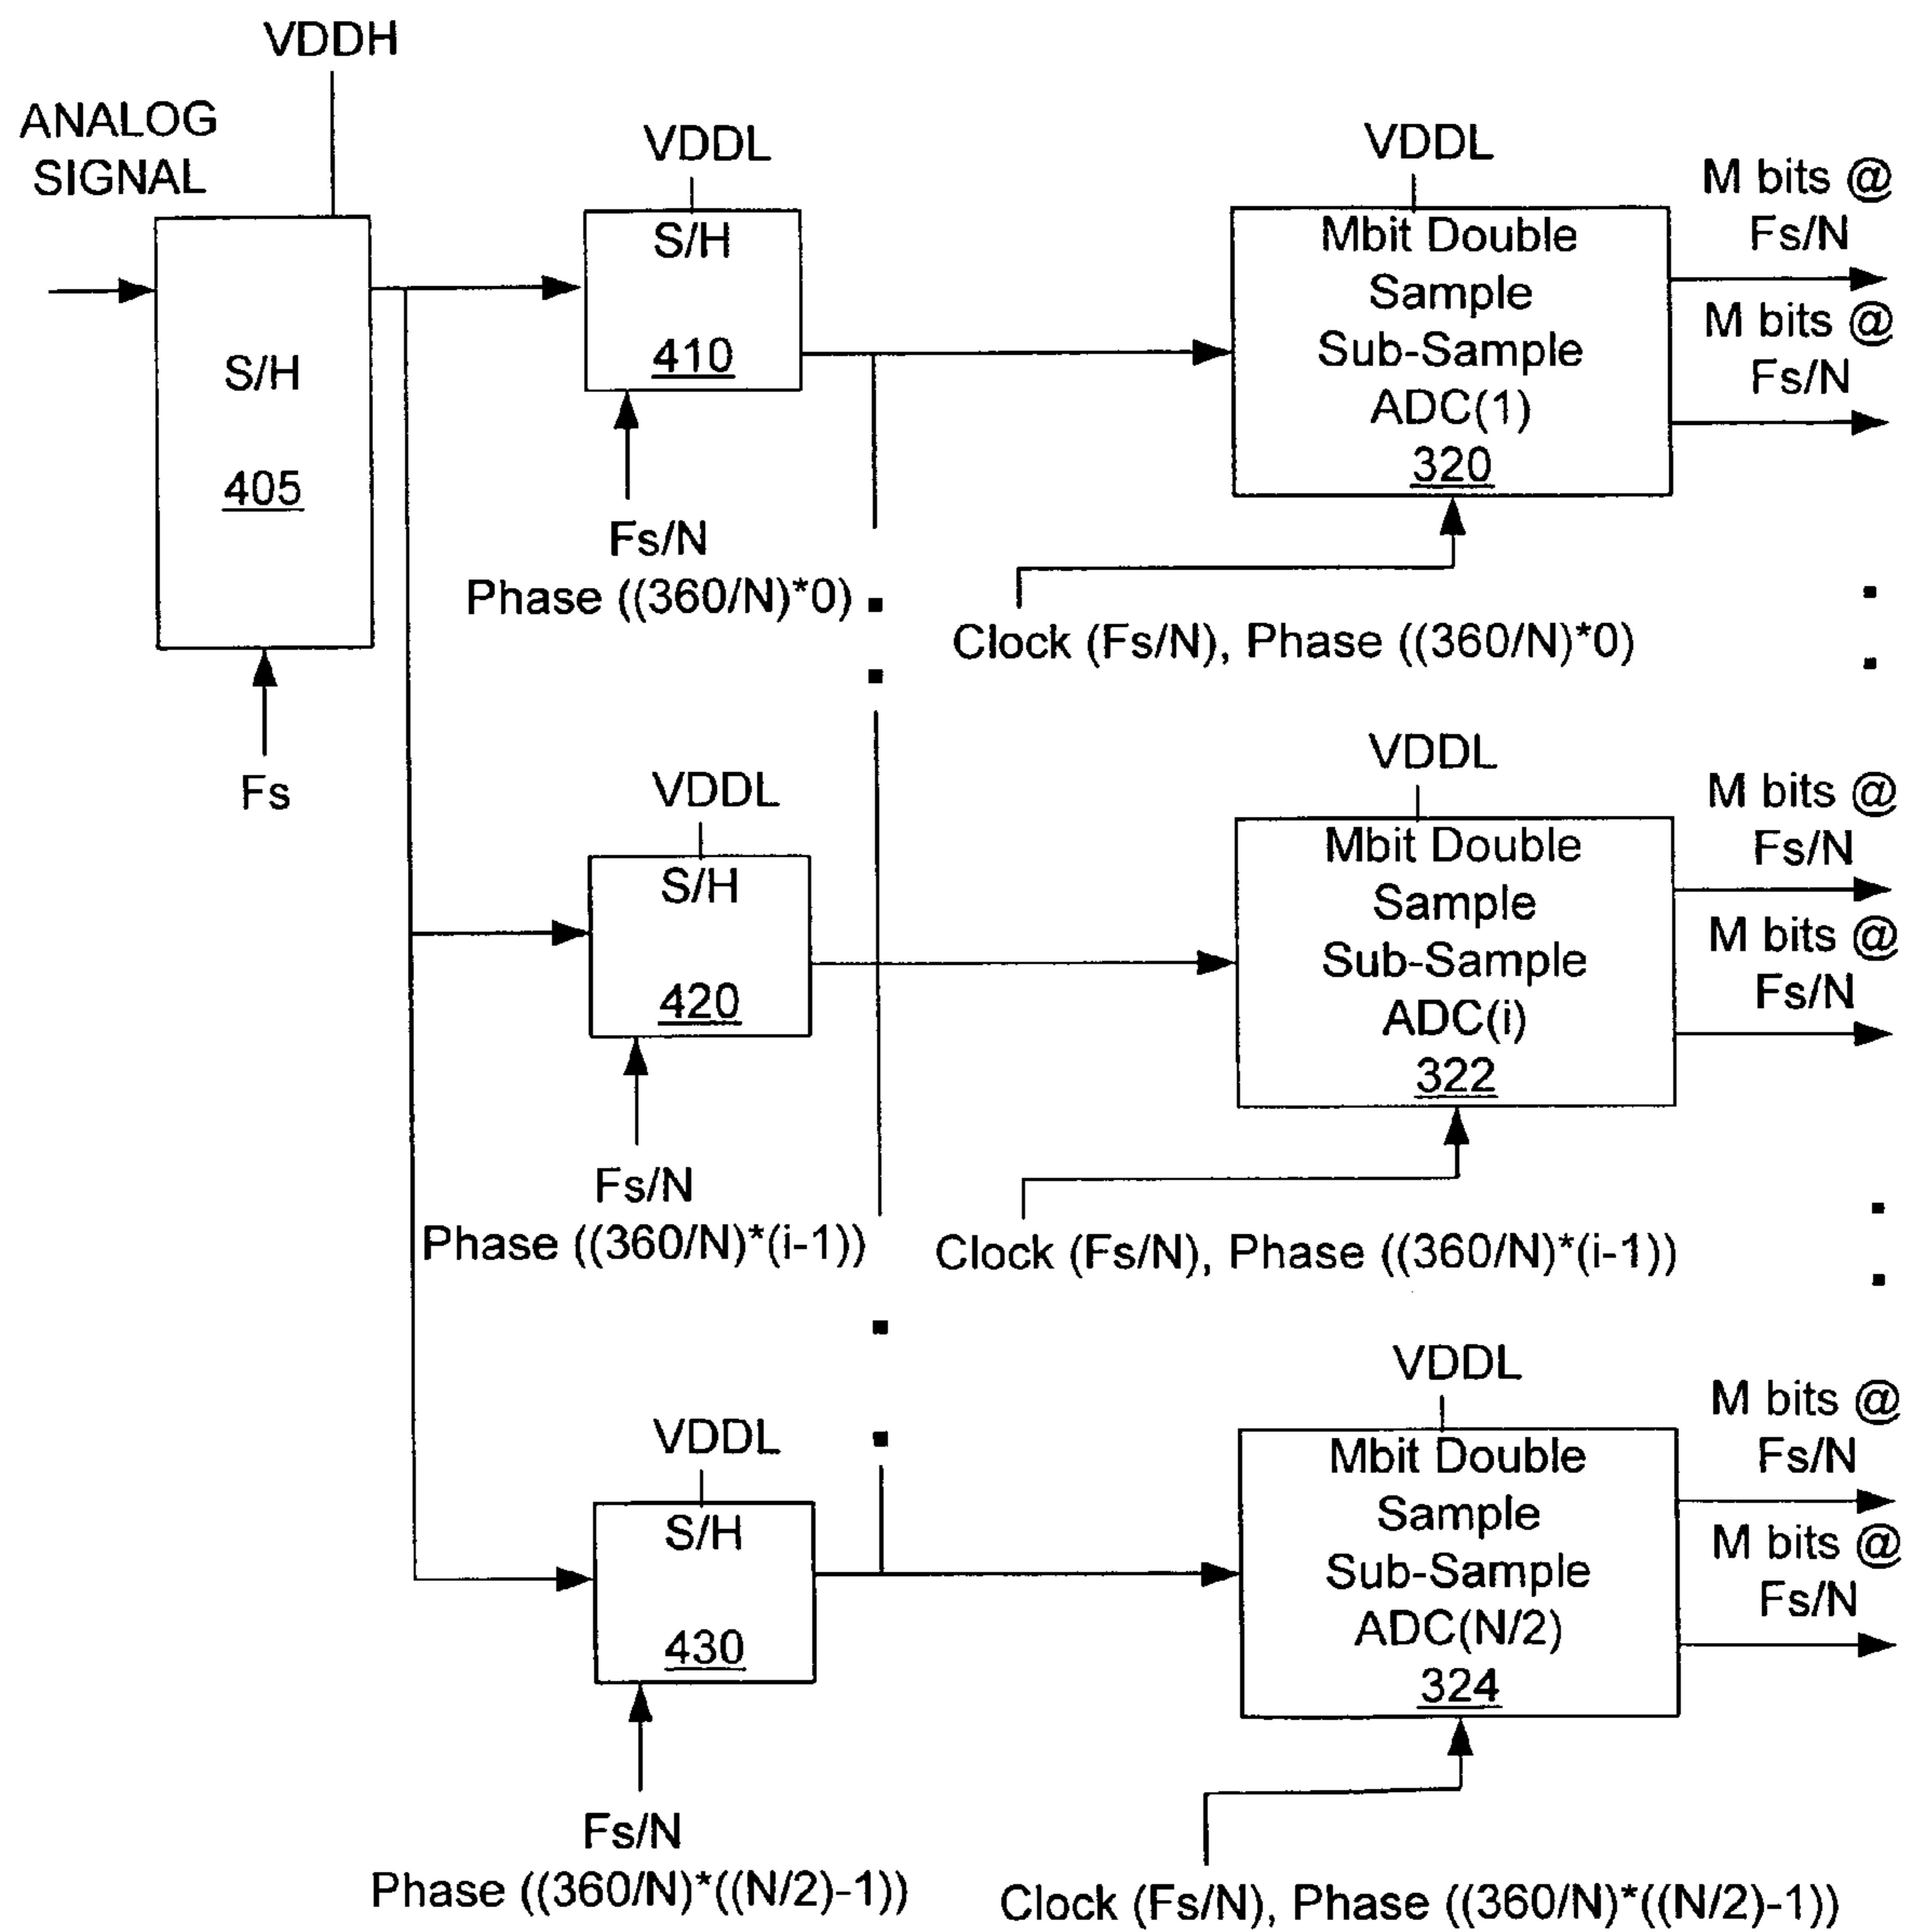 VDDH
ANALOG
SIGNAL
S/H
405
Fs
VDDL
S/H
410
Fs/N
Phase ((360/N)*0)
VDDL
Mbit Double
Sample
Sub-Sample
ADC(1)
320
M bits @
Fs/N
M bits @
Fs/N
Clock (Fs/N), Phase ((360/N)*0)
VDDL
S/H
420
Fs/N
Phase ((360/N)*(i-1))
VDDL
Mbit Double
Sample
Sub-Sample
ADC(i)
322
M bits @
Fs/N
M bits @
Fs/N
Clock (Fs/N), Phase ((360/N)*(i-1))
VDDL
S/H
430
Fs/N
Phase ((360/N)*((N/2)-1))
VDDL
Mbit Double
Sample
Sub-Sample
ADC(N/2)
324
M bits @
Fs/N
M bits @
Fs/N
Clock (Fs/N), Phase ((360/N)*((N/2)-1))